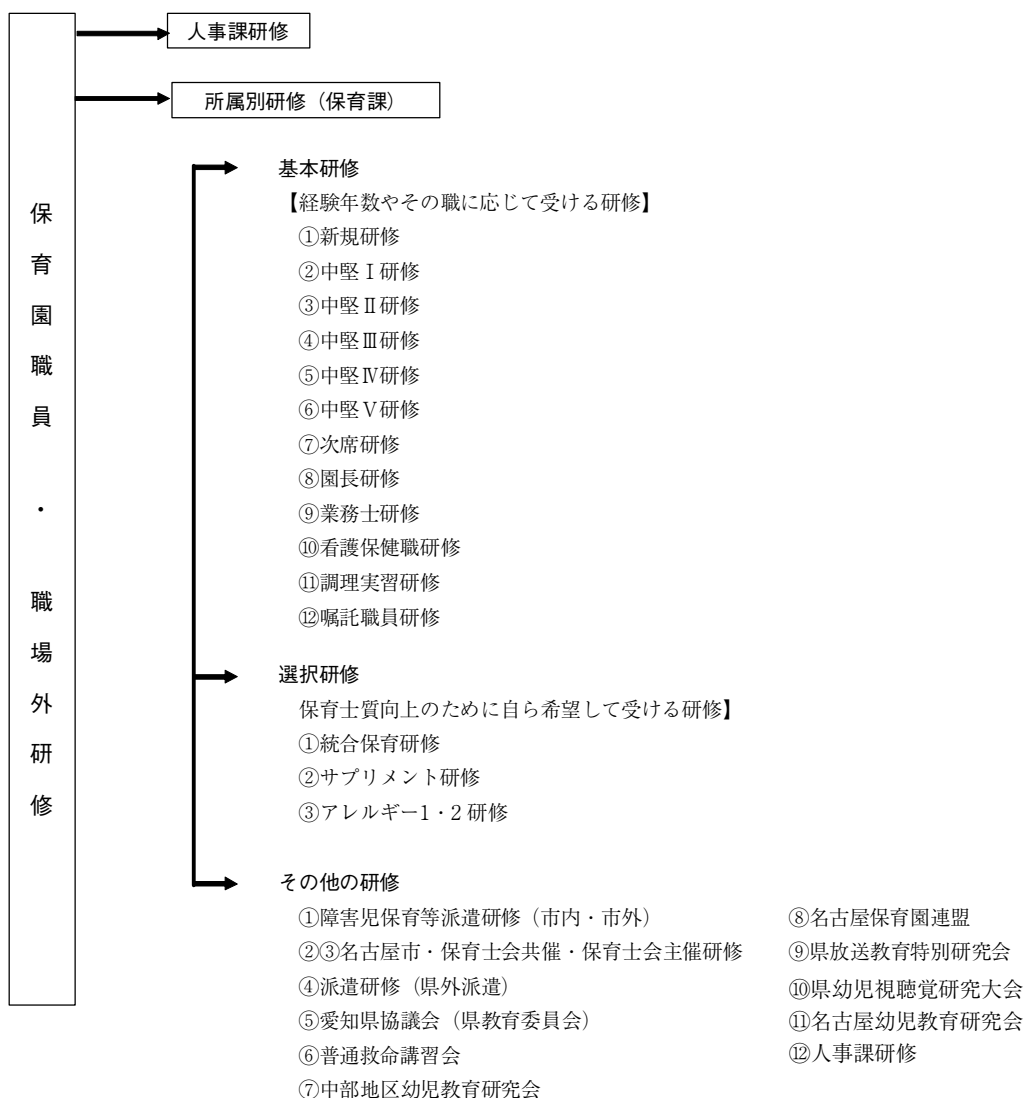 保育園職員・職場外研修
人事課研修
所属別研修（保育課）
基本研修
【経験年数やその職に応じて受ける研修】
①新規研修
②中堅Ⅰ研修
③中堅Ⅱ研修
④中堅Ⅲ研修
⑤中堅Ⅳ研修
⑥中堅Ⅴ研修
⑦次席研修
⑧園長研修
⑨業務士研修
⑩看護保健職研修
⑪調理実習研修
⑫嘱託職員研修
選択研修
保育士質向上のために自ら希望して受ける研修】
①統合保育研修
②サプリメント研修
③アレルギー1・2研修
その他の研修
①障害児保育等派遣研修（市内・市外）
②③名古屋市・保育士会共催・保育士会主催研修
④派遣研修（県外派遣）
⑤愛知県協議会（県教育委員会）
⑥普通救命講習会
⑦中部地区幼児教育研究会
⑧名古屋保育園連盟
⑨県放送教育特別研究会
⑩県幼児視聴覚研究大会
⑪名古屋幼児教育研究会
⑫人事課研修